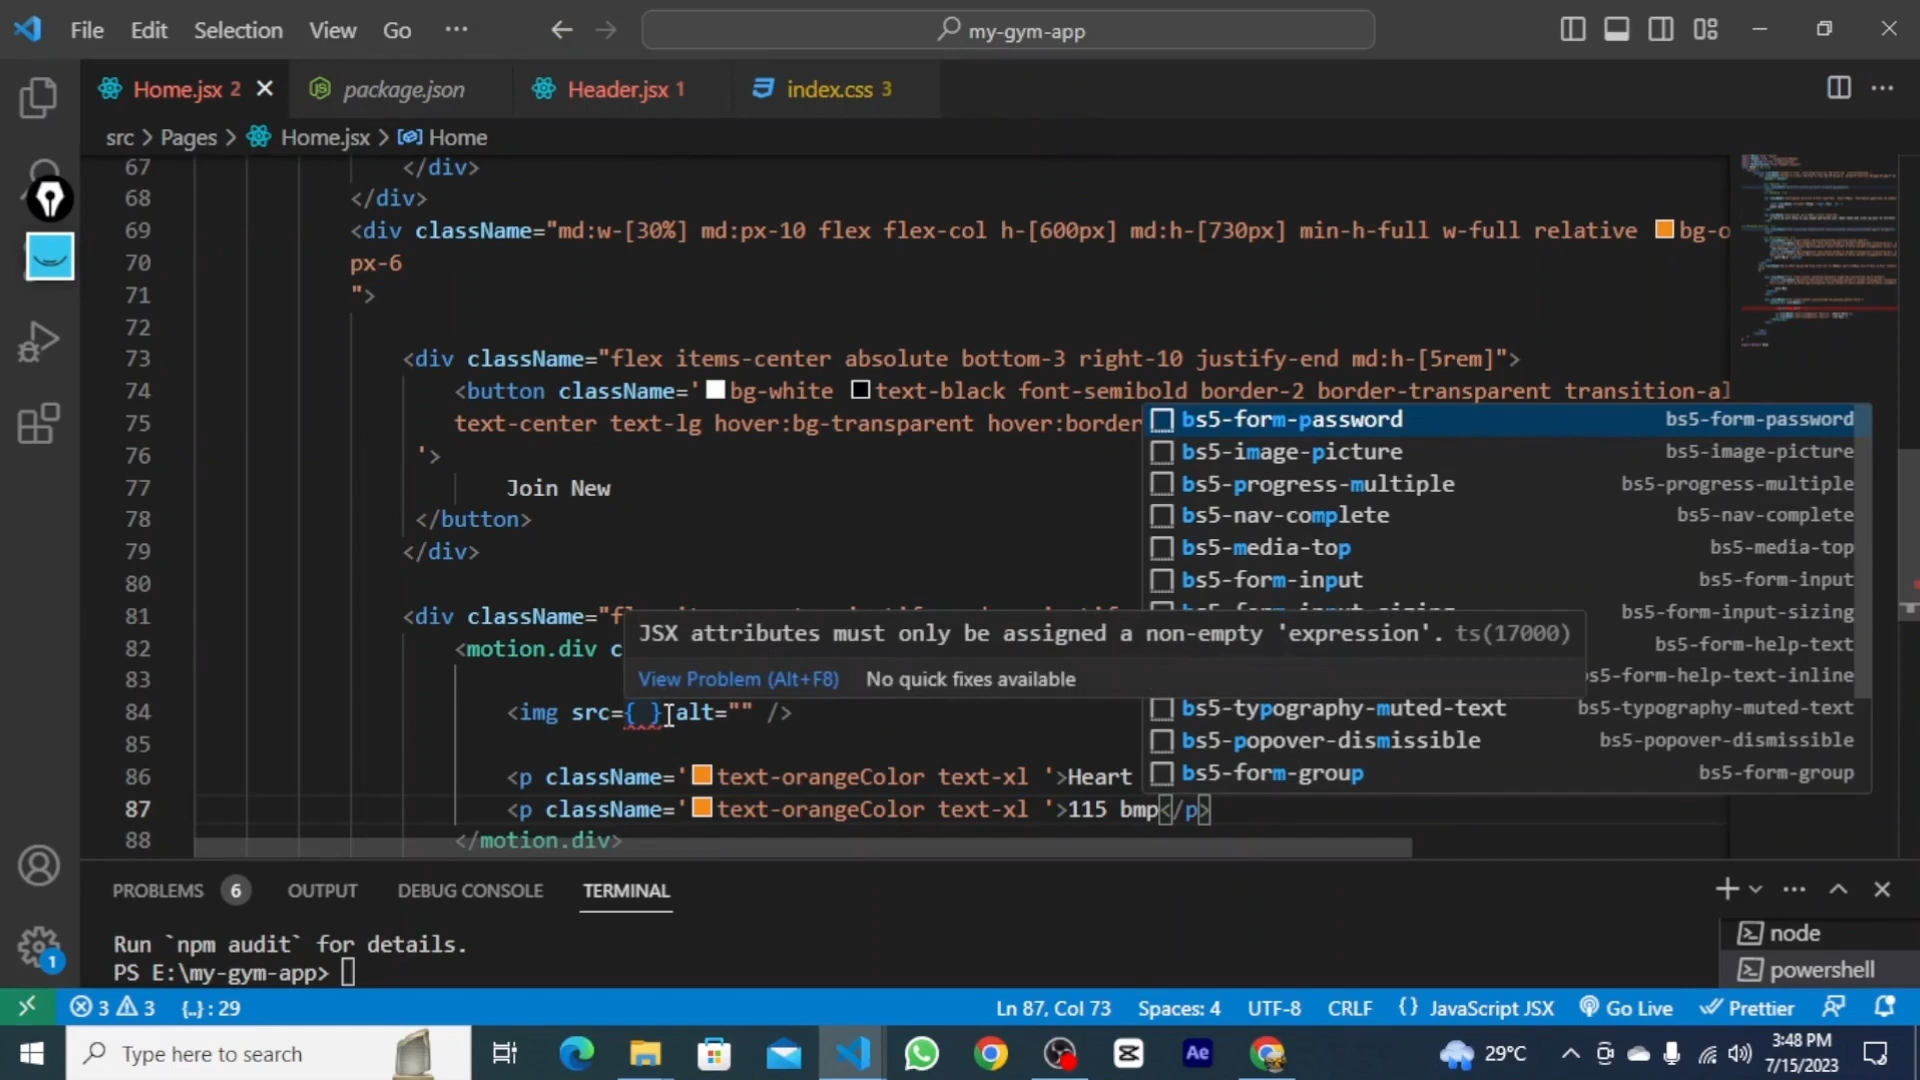 File Edit Selection View Go ··· my-gym-app
Home.jsx 2 package.json Header.jsx 1 index.css 3
src > Pages > Home.jsx > Home
67 </div>
68 </div>
69 <div className="md:w-[30%] md:px-10 flex flex-col h-[600px] md:h-[730px] min-h-full w-full relative bg-o
70 px-6
71 ">
72
73 <div className="flex items-center absolute bottom-3 right-10 justify-end md:h-[5rem]">
74 <button className='bg-white text-black font-semibold border-2 border-transparent transition-al
75 text-center text-lg hover:bg-transparent hover:border
76 '>
77 Join New
78 </button>
79 </div>
80
81 <div className="f
82 <motion.div c
83
84 <img src={ } alt="" />
85
86 <p className='text-orangeColor text-xl '>Heart
87 <p className='text-orangeColor text-xl '>115 bmp</p>
88 </motion.div>
bs5-form-password bs5-form-password
bs5-image-picture bs5-image-picture
bs5-progress-multiple bs5-progress-multiple
bs5-nav-complete bs5-nav-complete
bs5-media-top bs5-media-top
bs5-form-input bs5-form-input
bs5-form-input-sizing
bs5-form-help-text
s5-form-help-text-inline
bs5-typography-muted-text bs5-typography-muted-text
bs5-popover-dismissible bs5-popover-dismissible
bs5-form-group bs5-form-group
JSX attributes must only be assigned a non-empty 'expression'. ts(17000)
View Problem (Alt+F8) No quick fixes available
PROBLEMS 6 OUTPUT DEBUG CONSOLE TERMINAL
Run `npm audit` for details.
PS E:\my-gym-app>
node
powershell
3 3 {..} : 29 Ln 87, Col 73 Spaces: 4 UTF-8 CRLF {} JavaScript JSX Go Live Prettier
Type here to search Ae 29°C 3:48 PM
7/15/2023
1